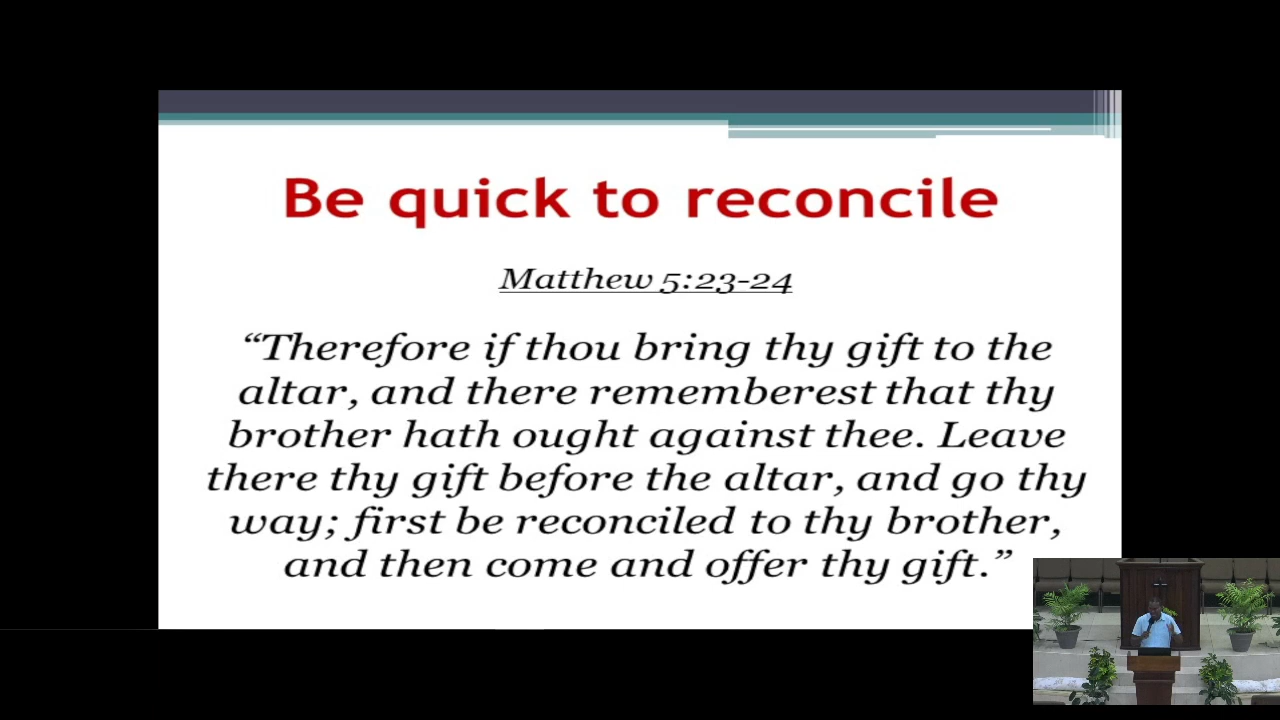 Be quick to reconcile
Matthew 5:23-24
“Therefore if thou bring thy gift to the
altar, and there rememberest that thy
brother hath ought against thee. Leave
there thy gift before the altar, and go thy
way; first be reconciled to thy brother,
and then come and offer thy gift.”